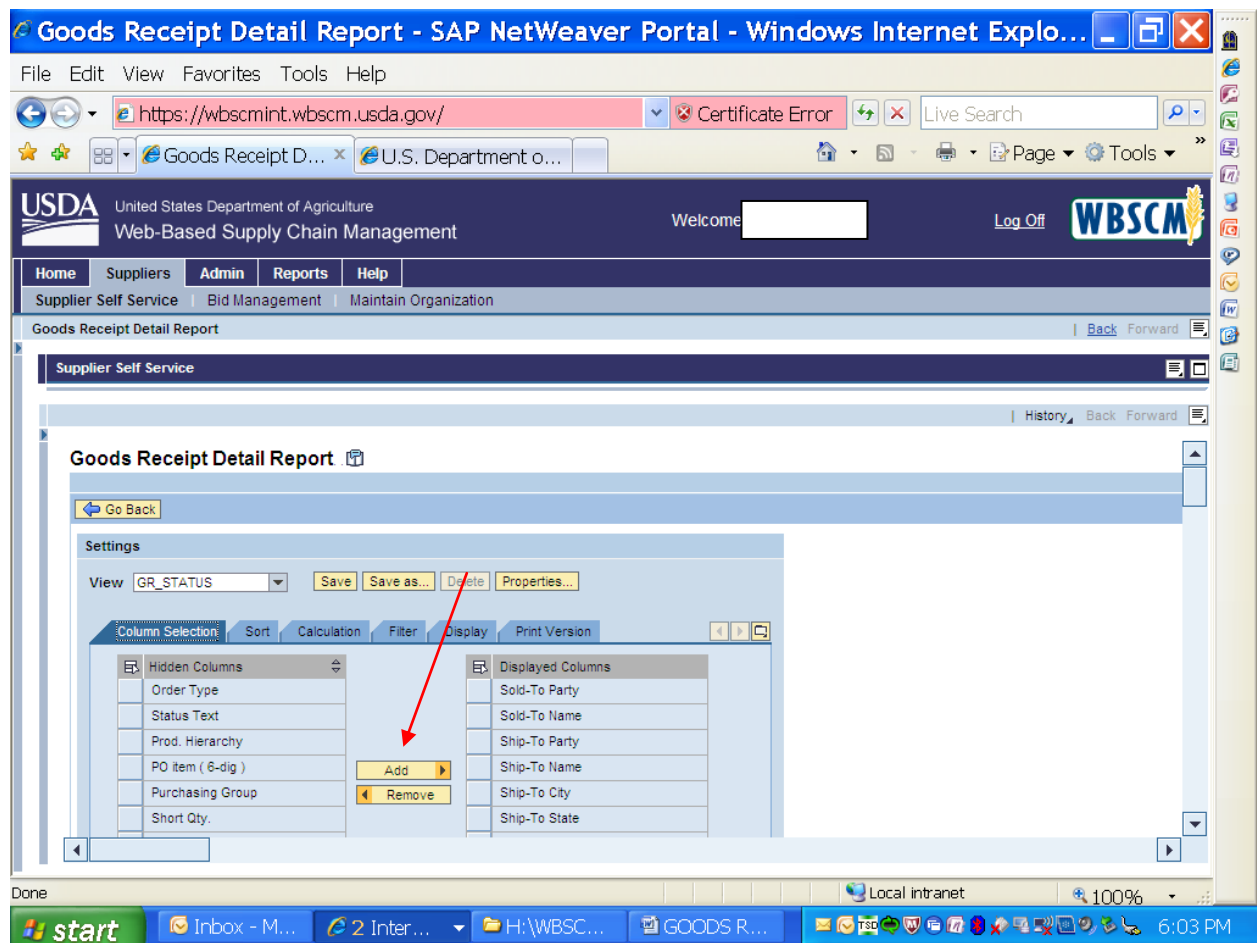 Goods Receipt Detail Report - SAP NetWeaver Portal - Windows Internet Explo...
File Edit View Favorites Tools Help
https://wbscmint.wbscm.usda.gov/ Certificate Error Live Search
Goods Receipt D... U.S. Department o... Page Tools »
USDA United States Department of Agriculture
Web-Based Supply Chain Management
Welcome Log Off WBSCM
Home Suppliers Admin Reports Help
Supplier Self Service | Bid Management | Maintain Organization
Goods Receipt Detail Report | Back Forward
Supplier Self Service
| History Back Forward
Goods Receipt Detail Report
Go Back
Settings
View GR_STATUS Save Save as... Delete Properties...
Column Selection Sort Calculation Filter Display Print Version
Hidden Columns Displayed Columns
Order Type Sold-To Party
Status Text Sold-To Name
Prod. Hierarchy Ship-To Party
PO item ( 6-dig ) Add Ship-To Name
Purchasing Group Remove Ship-To City
Short Qty. Ship-To State
Done Local intranet 100%
start Inbox - M... 2 Inter... H:\WBSC... GOODS R... TSD 6:03 PM